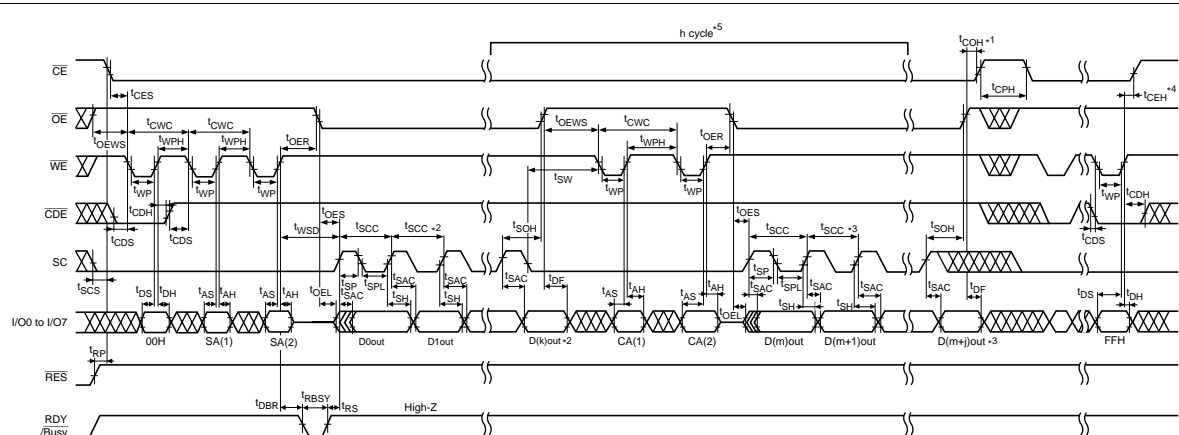 h cycle*5
tCOH *1
CE
tCES
tCPH
tCEH*4
OE
tOEWS tCWC tCWC tOEWS tCWC
tWPH tWPH tOER tWPH tOER
WE
tWP tWP tWP tSW tWP tWP tWP
tCDH tCDH
CDE
tCDS tCDS tOES tOES tCDS
tWSD tSCC tSCC *2 tSOH tSCC tSCC *3 tSOH
SC
tSCS tSP tSPL tSAC tSAC tSAC tDF tSP tSPL tSAC tSAC tSAC tSAC tDF
tDS tDH tAS tAH tAS tAH tOEL tSAC tSH tSH tAS tAH tAH tOEL tSH tSH tDS tDH
I/O0 to I/O7
00H SA(1) SA(2) D0out D1out D(k)out*2 CA(1) CA(2) D(m)out D(m+1)out D(m+j)out *3 FFH
tRP
RES
tDBR tRBSY tRS High-Z
RDY
/Busy